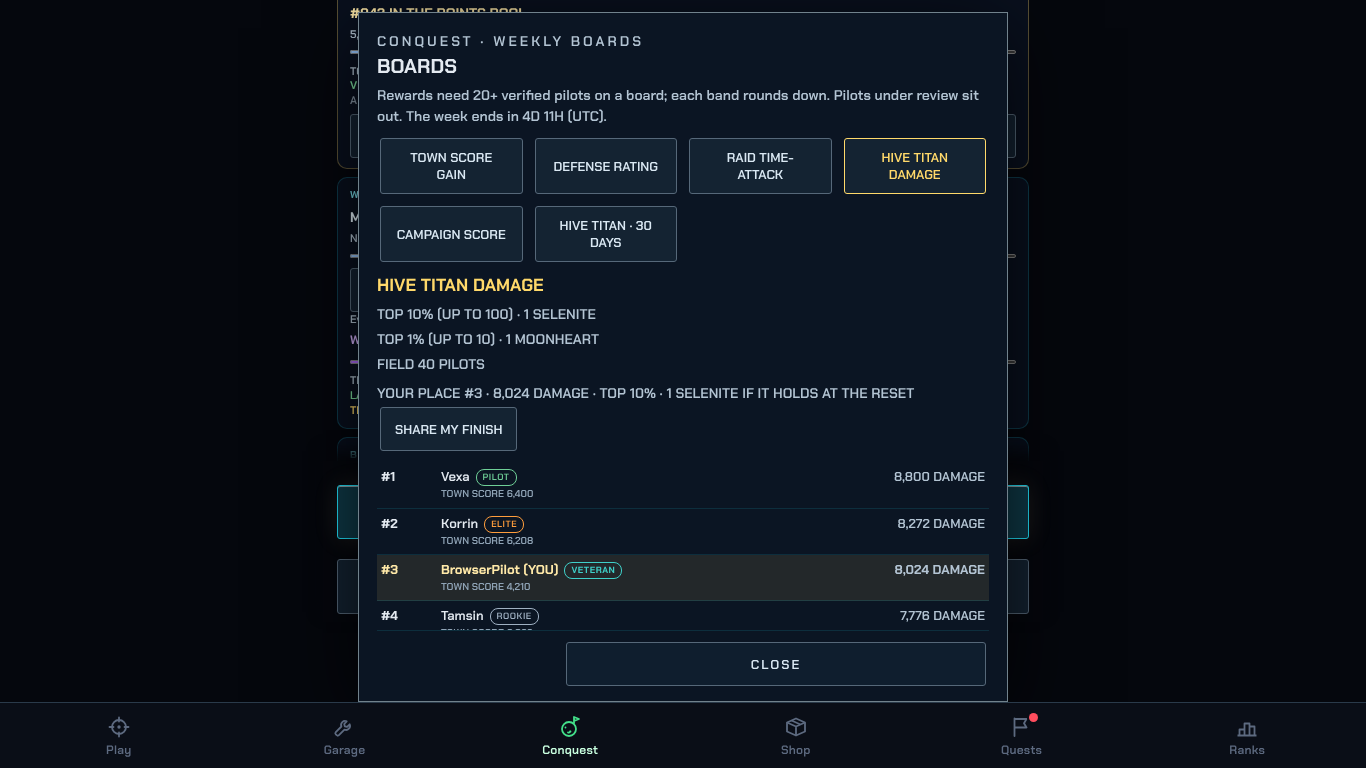 CONQUEST · WEEKLY BOARDS
BOARDS
Rewards need 20+ verified pilots on a board; each band rounds down. Pilots under review sit
out. The week ends in 4D 11H (UTC).
TOWN SCORE
GAIN
DEFENSE RATING
RAID TIME-
ATTACK
HIVE TITAN
DAMAGE
CAMPAIGN SCORE
HIVE TITAN · 30
DAYS
HIVE TITAN DAMAGE
TOP 10% (UP TO 100) · 1 SELENITE
TOP 1% (UP TO 10) · 1 MOONHEART
FIELD 40 PILOTS
YOUR PLACE #3 · 8,024 DAMAGE · TOP 10% · 1 SELENITE IF IT HOLDS AT THE RESET
SHARE MY FINISH
#1 Vexa PILOT 8,800 DAMAGE
TOWN SCORE 6,400
#2 Korrin ELITE 8,272 DAMAGE
TOWN SCORE 6,208
#3 BrowserPilot (YOU) VETERAN 8,024 DAMAGE
TOWN SCORE 4,210
#4 Tamsin ROOKIE 7,776 DAMAGE
CLOSE
Play
Garage
Conquest
Shop
Quests
Ranks